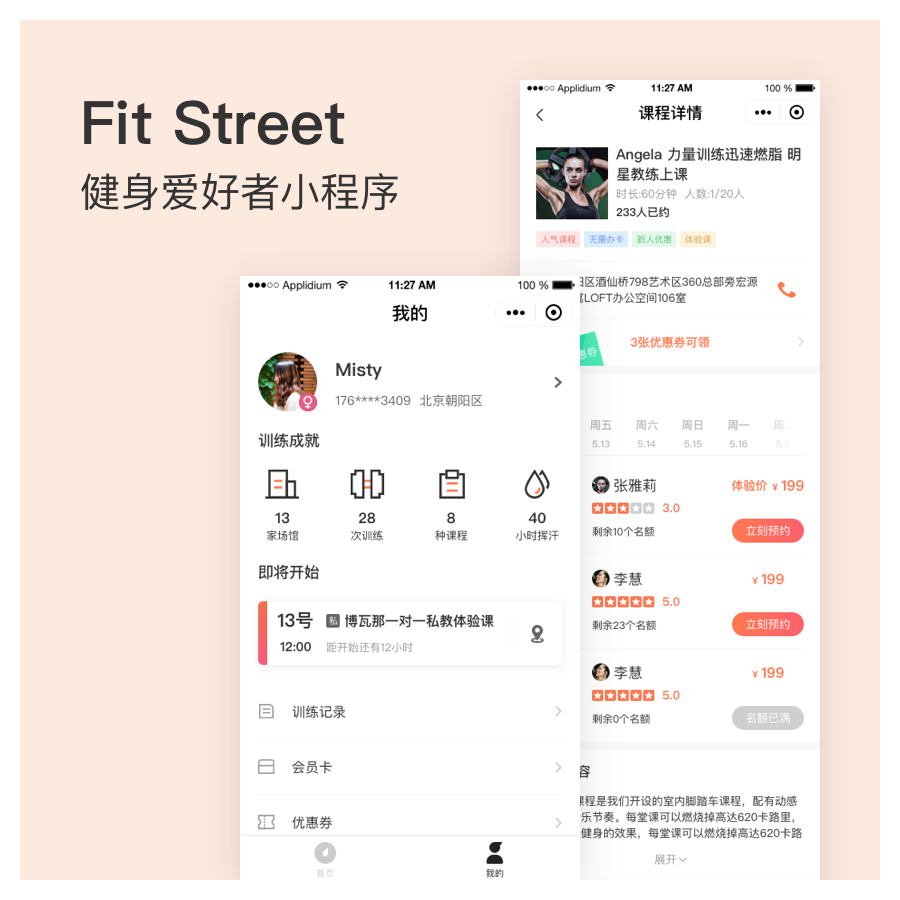 Fit Street
健身爱好者小程序
Applidium
11:27 AM
100 %
我的
Misty
176****3409 北京朝阳区
训练成就
13
家场馆
28
次训练
8
种课程
40
小时挥汗
即将开始
13号
私 博瓦那一对一私教体验课
12:00
距开始还有12小时
训练记录
会员卡
优惠券
首页
我的
Applidium
11:27 AM
100 %
课程详情
Angela 力量训练迅速燃脂 明
星教练上课
时长:60分钟 人数:1/20人
233人已约
人气课程 无需办卡 新人优惠 体验课
区酒仙桥798艺术区360总部旁宏源
LOFT办公空间106室
惠券
3张优惠券可领
周五 周六 周日 周一
5.13 5.14 5.15 5.16
张雅莉
体验价 ¥ 199
3.0
剩余10个名额
立刻预约
李慧
¥ 199
5.0
剩余23个名额
立刻预约
李慧
¥ 199
5.0
剩余0个名额
名额已满
容
课程是我们开设的室内脚踏车课程，配有动感
乐节奏。每堂课可以燃烧掉高达620卡路里，
健身的效果，每堂课可以燃烧掉高达620卡路
展开